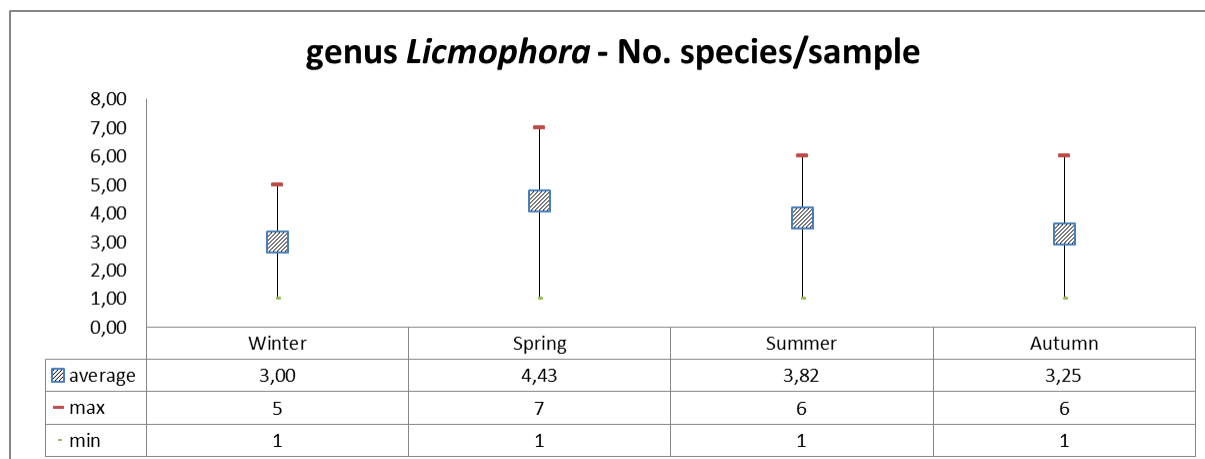 genus Licmophora - No. species/sample
8,00
7,00
6,00
5,00
4,00
3,00
2,00
1,00
0,00
Winter Spring Summer Autumn
average 3,00 4,43 3,82 3,25
max 5 7 6 6
min 1 1 1 1